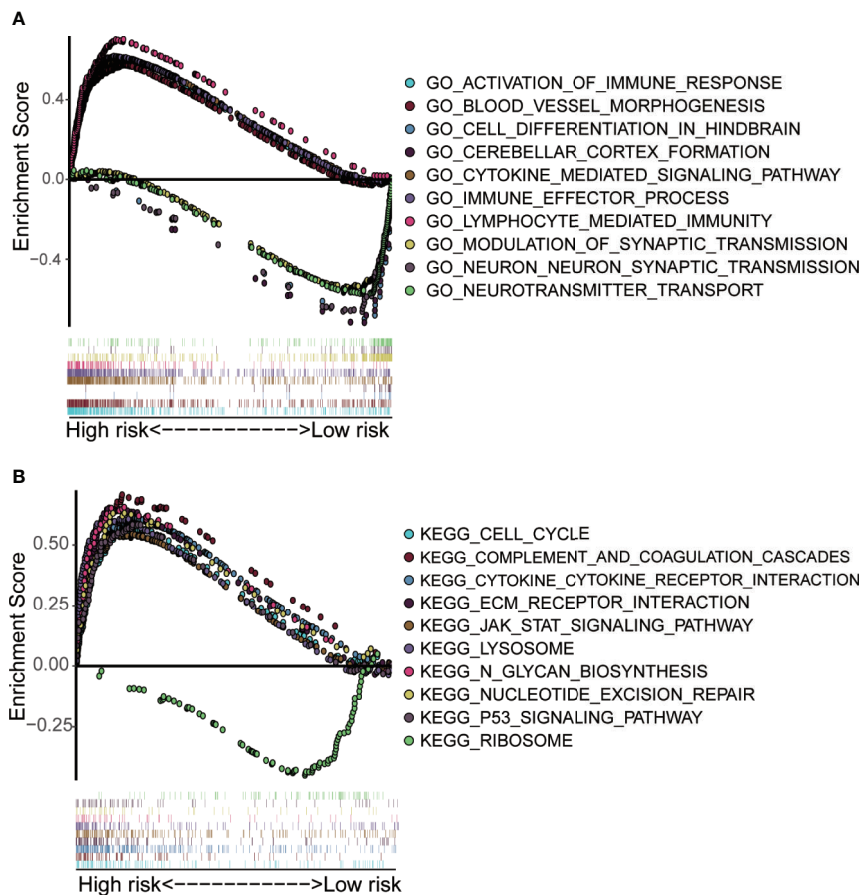 A
Enrichment Score
0.4
0.0
−0.4
GO_ACTIVATION_OF_IMMUNE_RESPONSE
GO_BLOOD_VESSEL_MORPHOGENESIS
GO_CELL_DIFFERENTIATION_IN_HINDBRAIN
GO_CEREBELLAR_CORTEX_FORMATION
GO_CYTOKINE_MEDIATED_SIGNALING_PATHWAY
GO_IMMUNE_EFFECTOR_PROCESS
GO_LYMPHOCYTE_MEDIATED_IMMUNITY
GO_MODULATION_OF_SYNAPTIC_TRANSMISSION
GO_NEURON_NEURON_SYNAPTIC_TRANSMISSION
GO_NEUROTRANSMITTER_TRANSPORT
High risk<------------>Low risk
B
Enrichment Score
0.50
0.25
0.00
−0.25
KEGG_CELL_CYCLE
KEGG_COMPLEMENT_AND_COAGULATION_CASCADES
KEGG_CYTOKINE_CYTOKINE_RECEPTOR_INTERACTION
KEGG_ECM_RECEPTOR_INTERACTION
KEGG_JAK_STAT_SIGNALING_PATHWAY
KEGG_LYSOSOME
KEGG_N_GLYCAN_BIOSYNTHESIS
KEGG_NUCLEOTIDE_EXCISION_REPAIR
KEGG_P53_SIGNALING_PATHWAY
KEGG_RIBOSOME
High risk<------------>Low risk